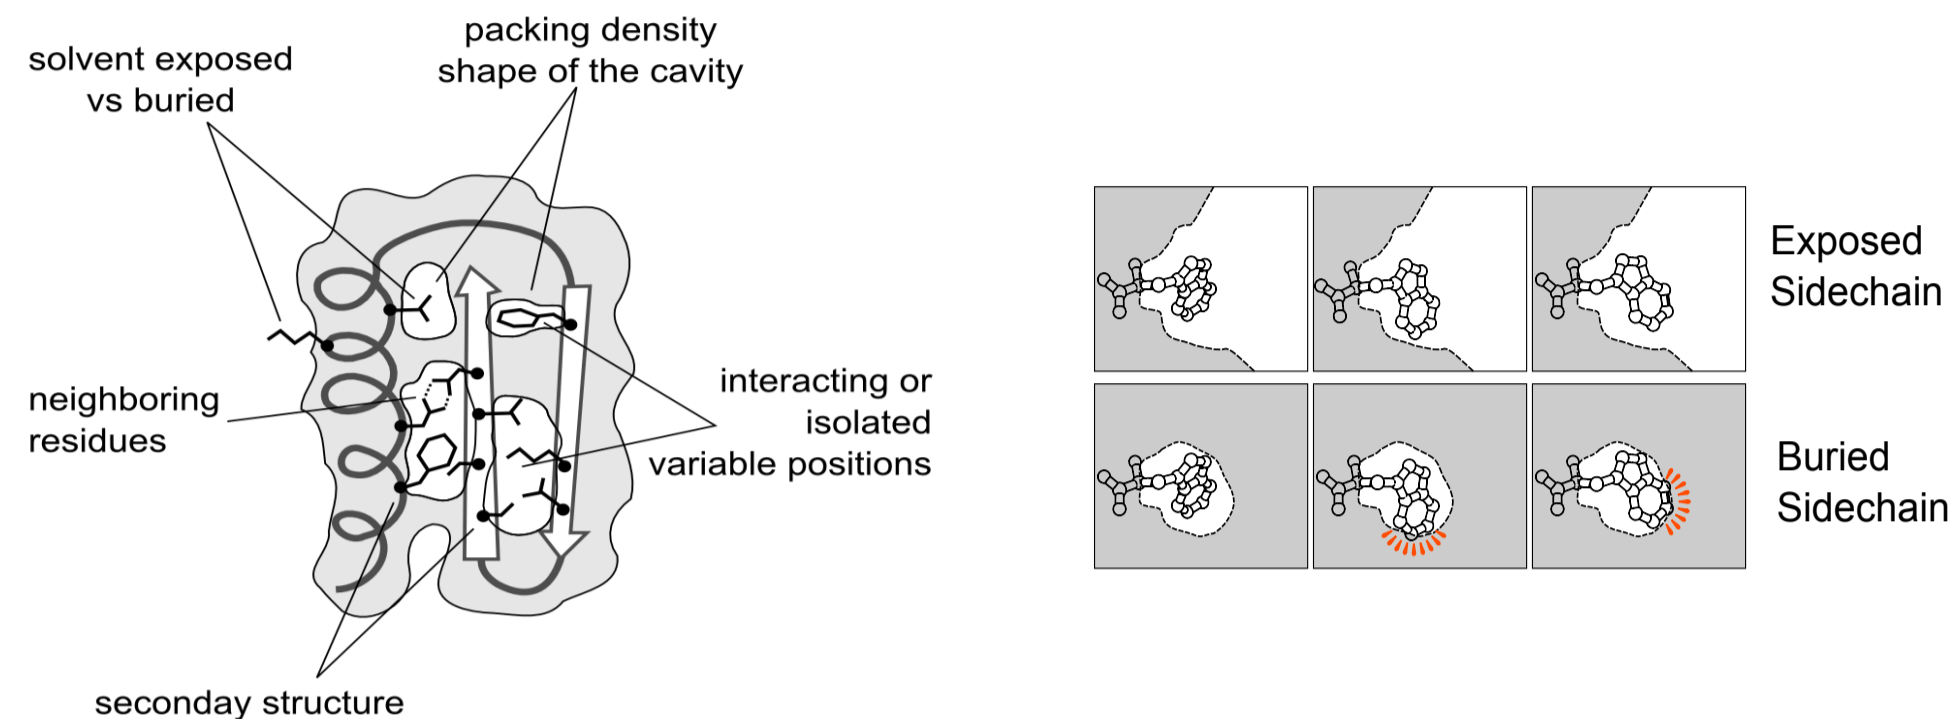 solvent exposed
vs buried
packing density
shape of the cavity
neighboring
residues
interacting or
isolated
variable positions
seconday structure
Exposed
Sidechain
Buried
Sidechain